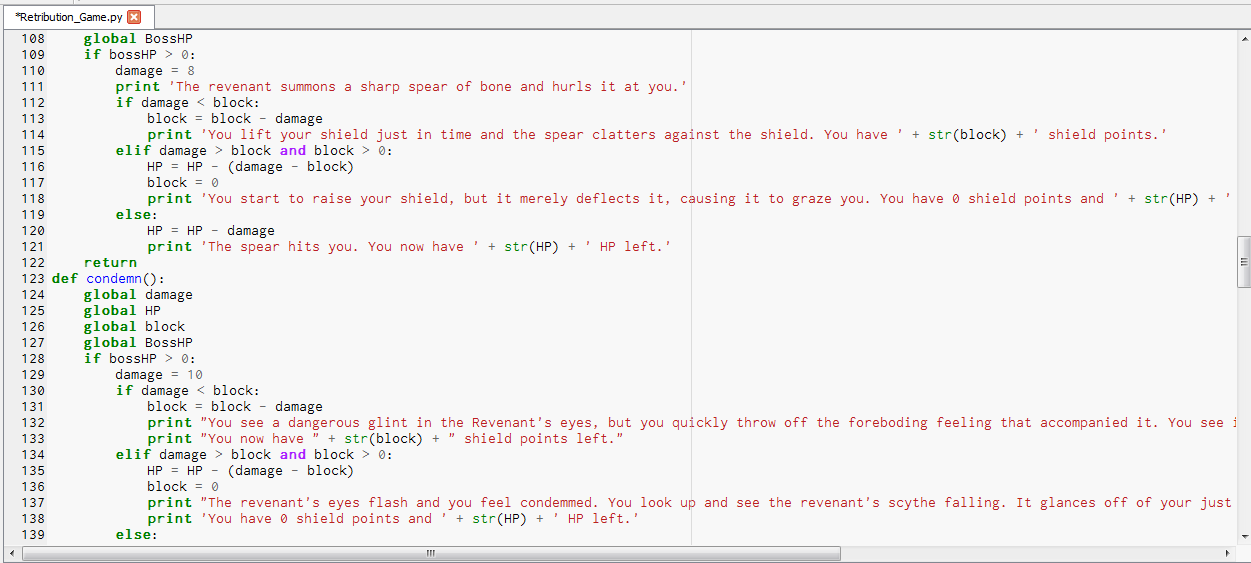 *Retribution_Game.py
108 global BossHP
109 if bossHP > 0:
110 damage = 8
111 print 'The revenant summons a sharp spear of bone and hurls it at you.'
112 if damage < block:
113 block = block - damage
114 print 'You lift your shield just in time and the spear clatters against the shield. You have ' + str(block) + ' shield points.'
115 elif damage > block and block > 0:
116 HP = HP - (damage - block)
117 block = 0
118 print 'You start to raise your shield, but it merely deflects it, causing it to graze you. You have 0 shield points and ' + str(HP) + '
119 else:
120 HP = HP - damage
121 print 'The spear hits you. You now have ' + str(HP) + ' HP left.'
122 return
123 def condemn():
124 global damage
125 global HP
126 global block
127 global BossHP
128 if bossHP > 0:
129 damage = 10
130 if damage < block:
131 block = block - damage
132 print "You see a dangerous glint in the Revenant's eyes, but you quickly throw off the foreboding feeling that accompanied it. You see
133 print "You now have " + str(block) + " shield points left."
134 elif damage > block and block > 0:
135 HP = HP - (damage - block)
136 block = 0
137 print "The revenant's eyes flash and you feel condemmed. You look up and see the revenant's scythe falling. It glances off of your just
138 print 'You have 0 shield points and ' + str(HP) + ' HP left.'
139 else: